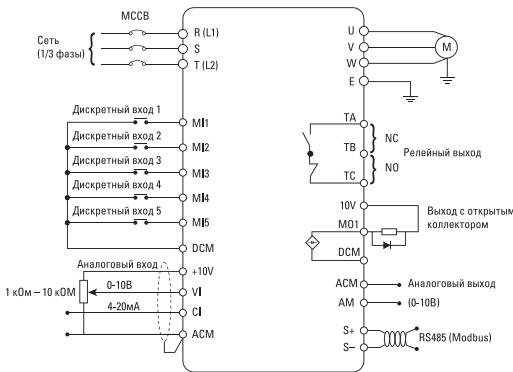 MCCB
Сеть
(1/3 фазы)
R (L1)
S
T (L2)
Дискретный вход 1
MI1
Дискретный вход 2
MI2
Дискретный вход 3
MI3
Дискретный вход 4
MI4
Дискретный вход 5
MI5
DCM
Аналоговый вход
+10V
1 кОм – 10 кОМ
0-10В
VI
4-20мА
CI
ACM
U
V
W
M
E
TA
NC
TB
Релейный выход
NO
TC
10V
MO1
Выход с открытым
коллектором
DCM
ACM
Аналоговый выход
AM
(0-10В)
S+
RS485 (Modbus)
S–